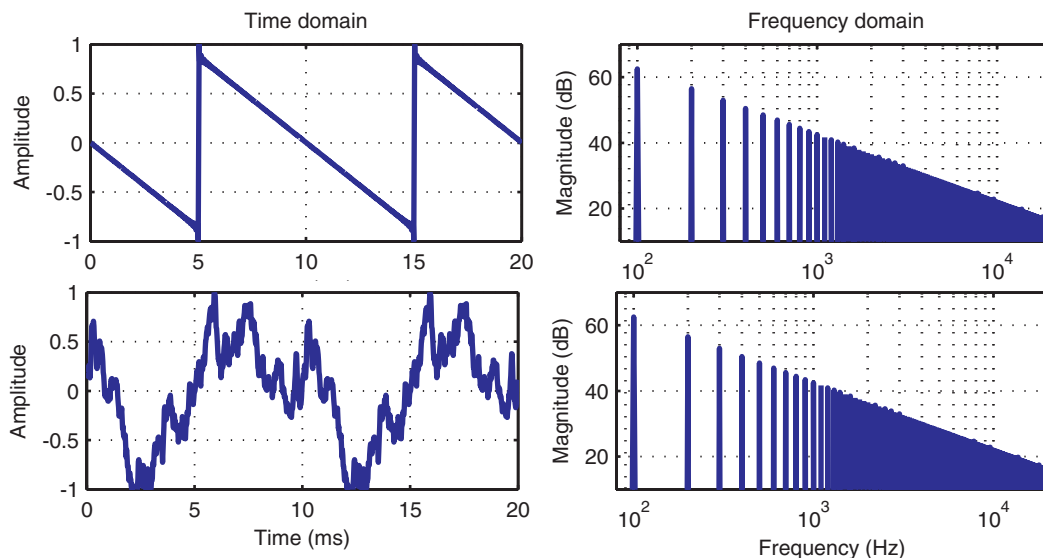 Time domain
Frequency domain
Amplitude
1
0.5
0
-0.5
-1
0 5 10 15 20
Magnitude (dB)
60
40
20
10^2 10^3 10^4
Amplitude
1
0.5
0
-0.5
-1
0 5 10 15 20
Time (ms)
Magnitude (dB)
60
40
20
10^2 10^3 10^4
Frequency (Hz)